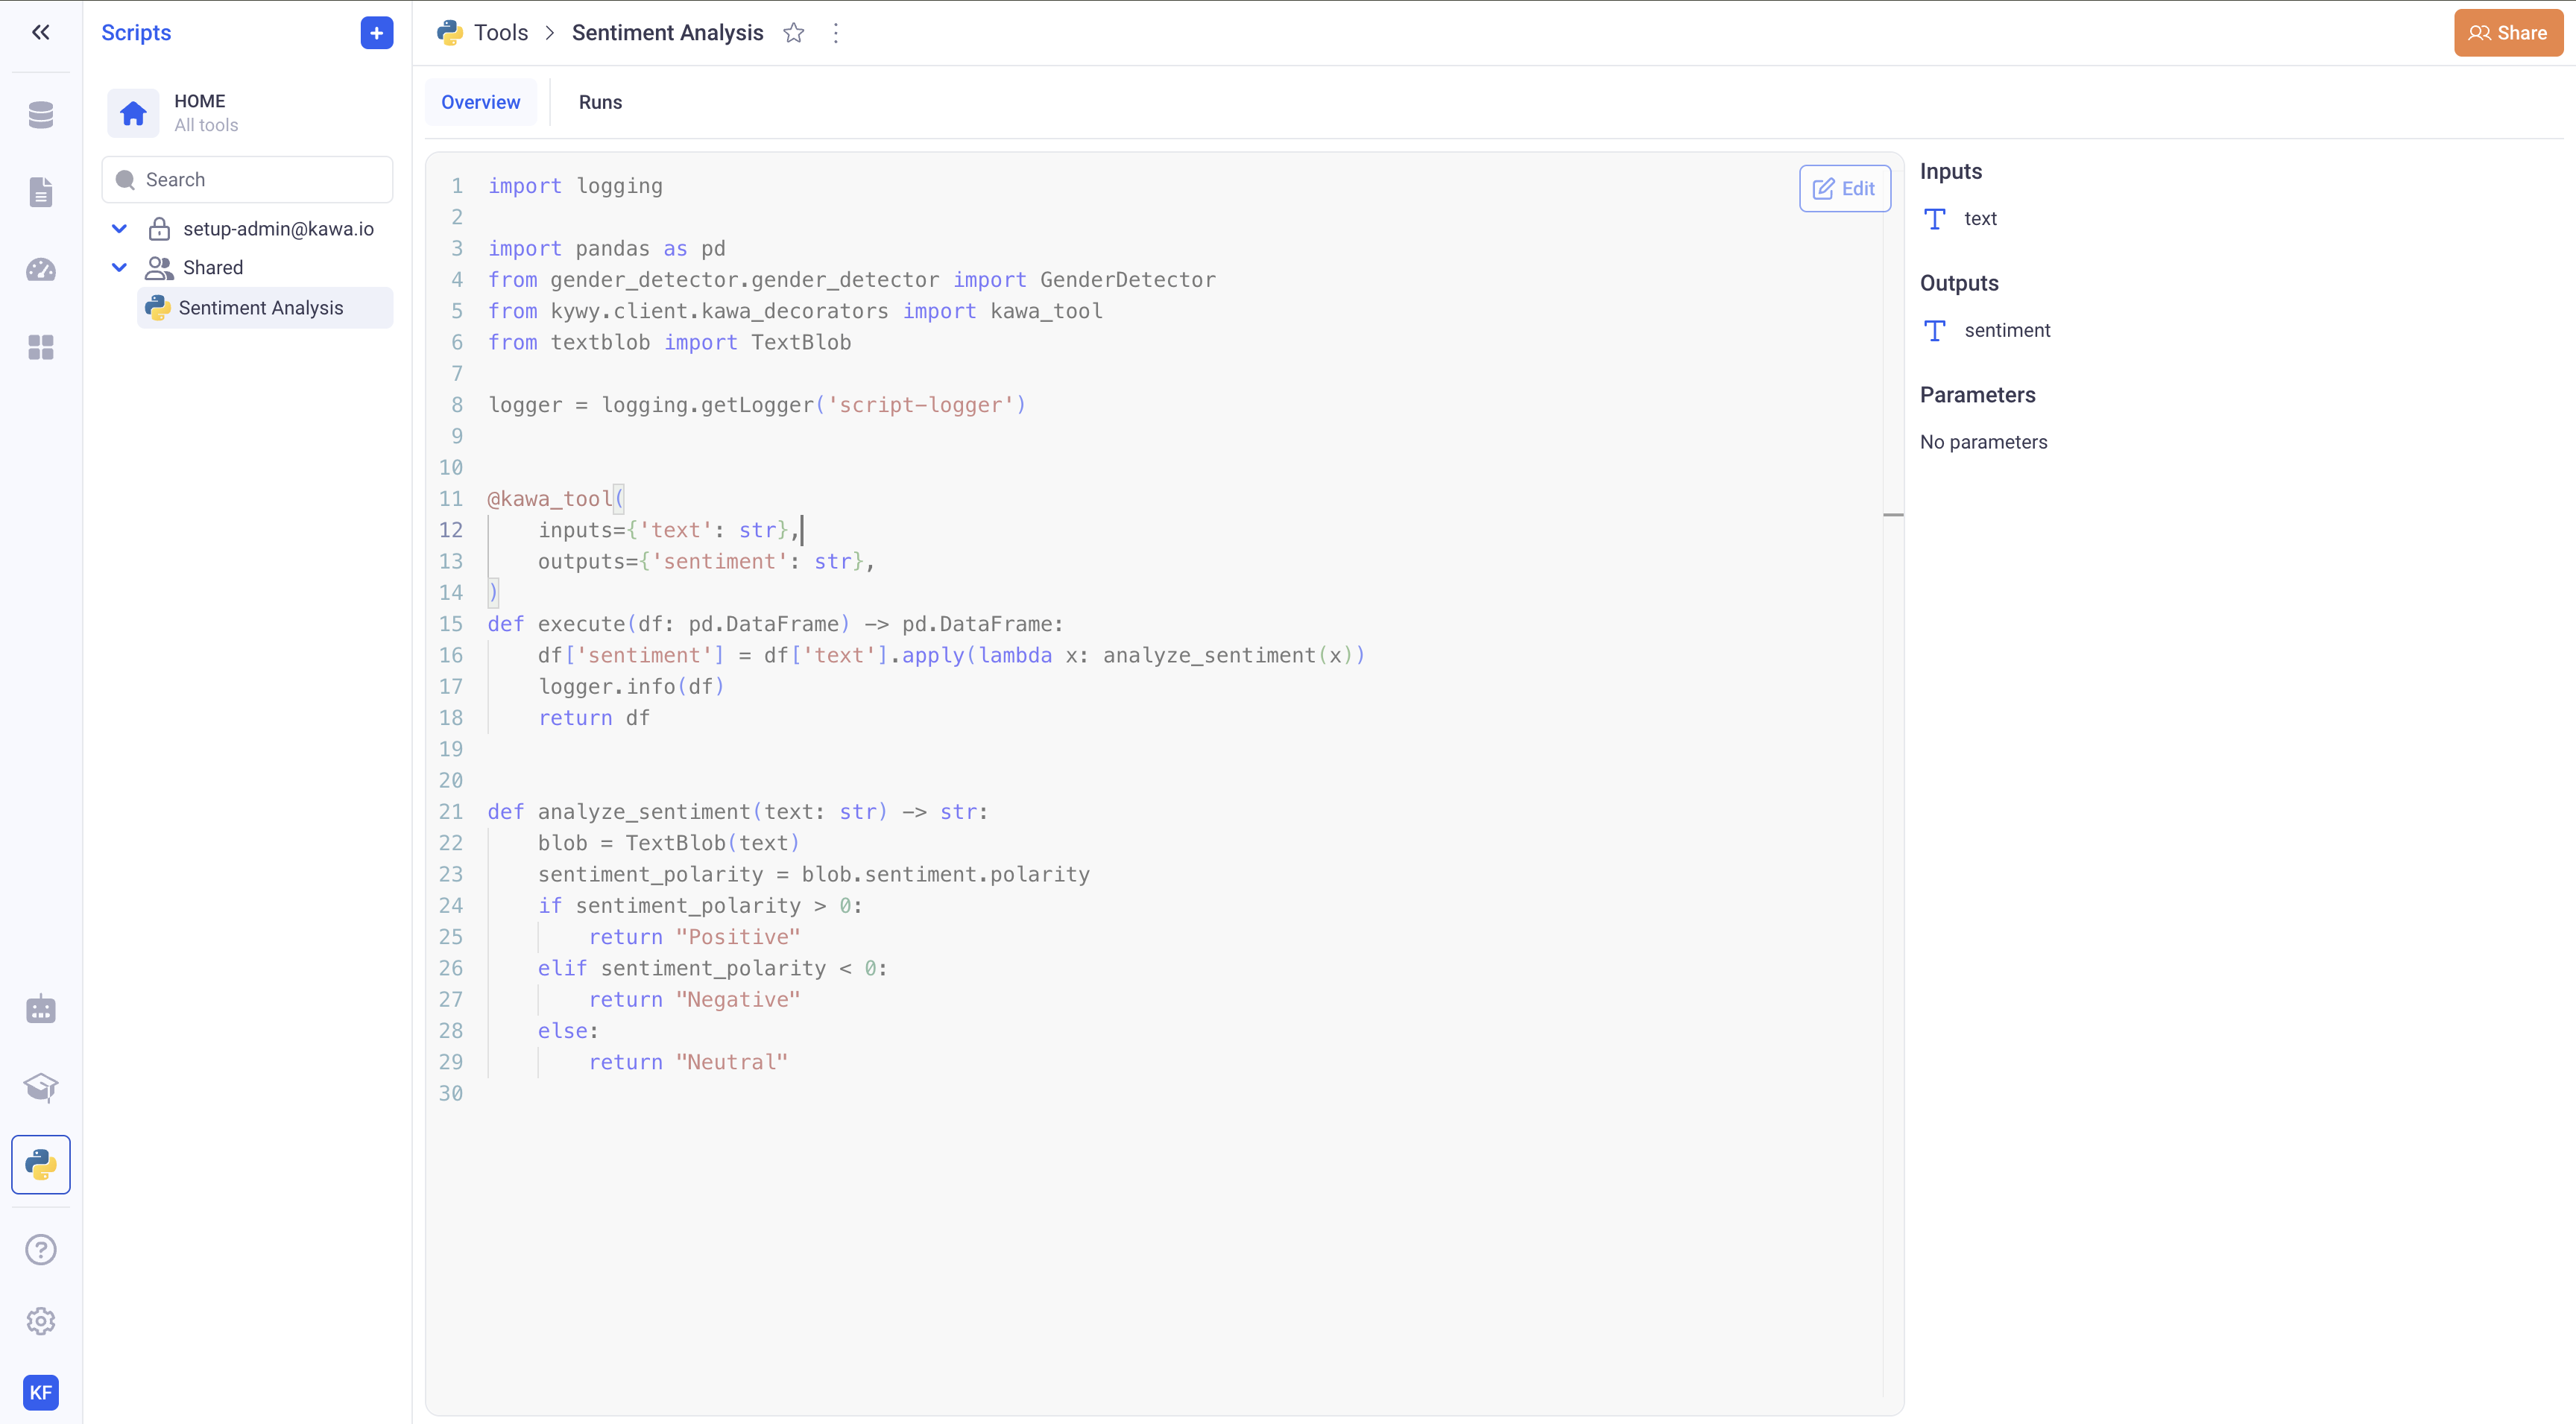 Scripts
+
HOME
All tools
Search
setup-admin@kawa.io
Shared
Sentiment Analysis
KF
Tools > Sentiment Analysis
Share
Overview
Runs
Edit
1 import logging
2
3 import pandas as pd
4 from gender_detector.gender_detector import GenderDetector
5 from kywy.client.kawa_decorators import kawa_tool
6 from textblob import TextBlob
7
8 logger = logging.getLogger('script-logger')
9
10
11 @kawa_tool(
12     inputs={'text': str},
13     outputs={'sentiment': str},
14 )
15 def execute(df: pd.DataFrame) -> pd.DataFrame:
16     df['sentiment'] = df['text'].apply(lambda x: analyze_sentiment(x))
17     logger.info(df)
18     return df
19
20
21 def analyze_sentiment(text: str) -> str:
22     blob = TextBlob(text)
23     sentiment_polarity = blob.sentiment.polarity
24     if sentiment_polarity > 0:
25         return "Positive"
26     elif sentiment_polarity < 0:
27         return "Negative"
28     else:
29         return "Neutral"
30
Inputs
text
Outputs
sentiment
Parameters
No parameters